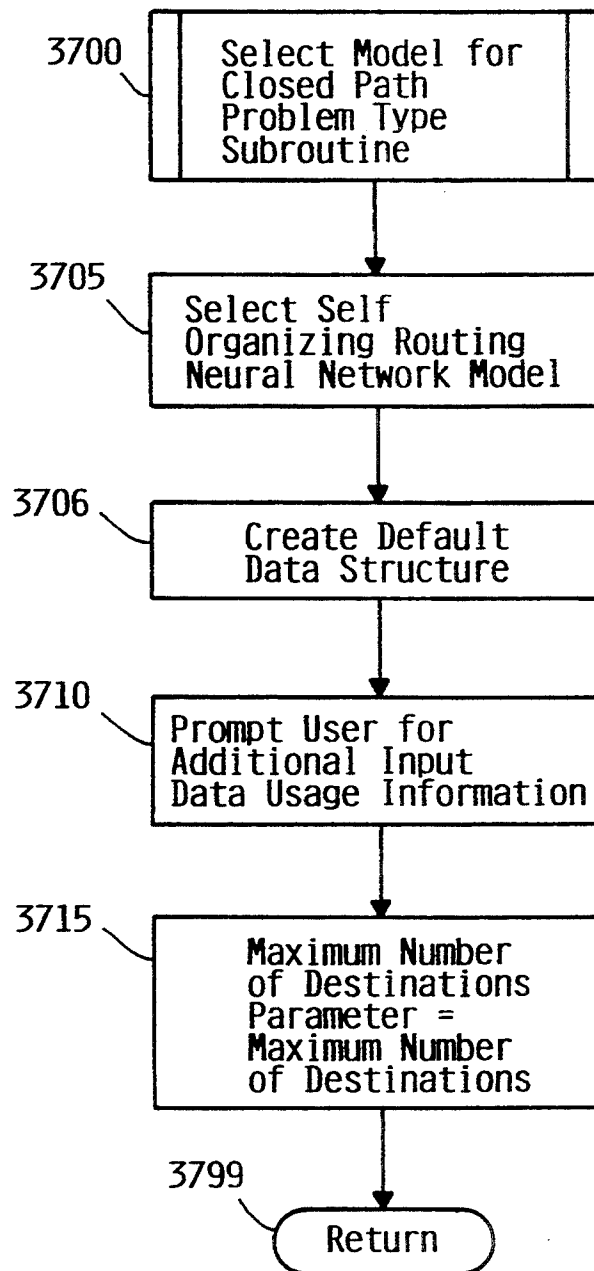 3700
Select Model for
Closed Path
Problem Type
Subroutine
3705
Select Self
Organizing Routing
Neural Network Model
3706
Create Default
Data Structure
3710
Prompt User for
Additional Input
Data Usage Information
3715
Maximum Number
of Destinations
Parameter =
Maximum Number
of Destinations
3799
Return